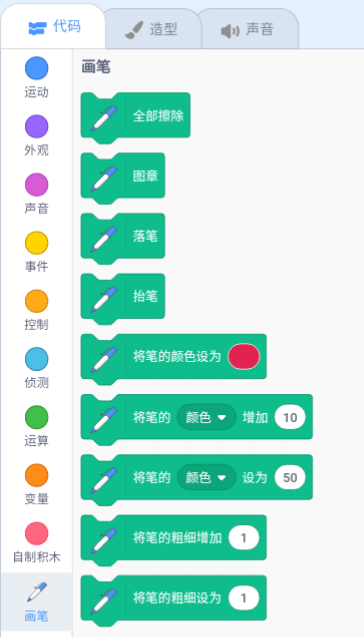 代码
造型
声音
运动
外观
声音
事件
控制
侦测
运算
变量
自制积木
画笔
画笔
全部擦除
图章
落笔
抬笔
将笔的颜色设为
将笔的 颜色 增加 10
将笔的 颜色 设为 50
将笔的粗细增加 1
将笔的粗细设为 1